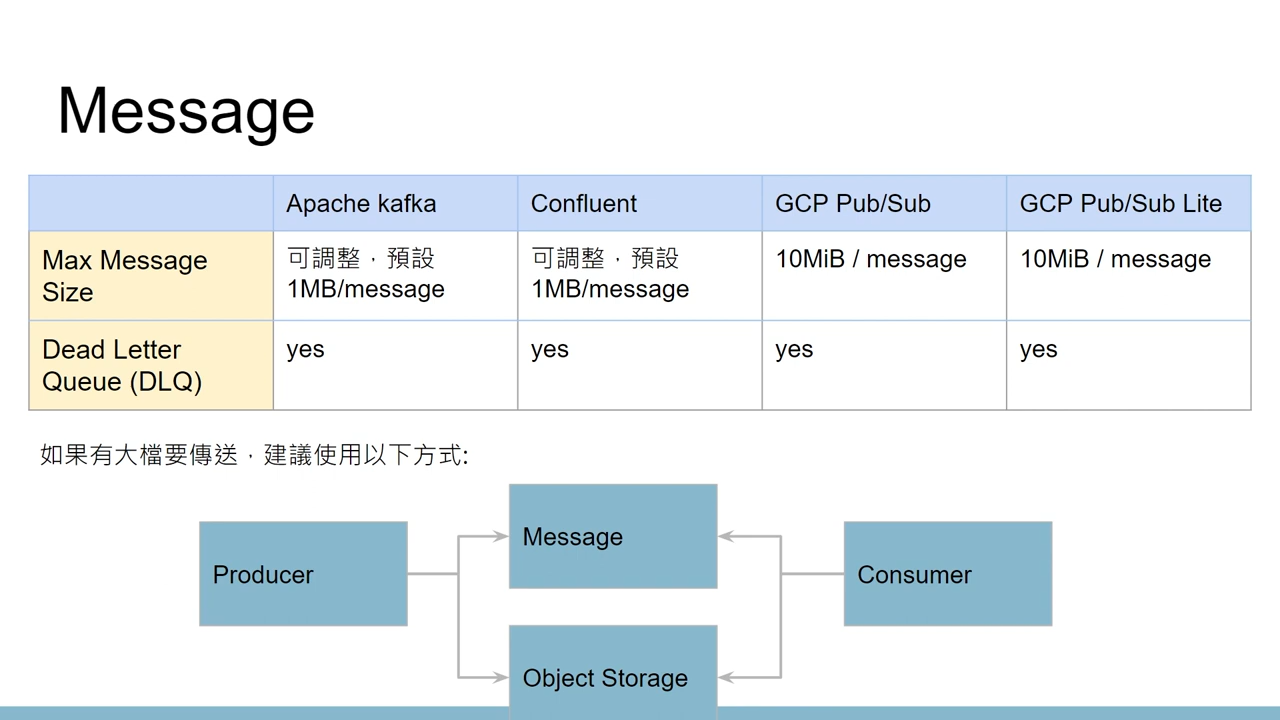 Message
Apache kafka
Confluent
GCP Pub/Sub
GCP Pub/Sub Lite
Max Message
Size
可調整，預設
1MB/message
可調整，預設
1MB/message
10MiB / message
10MiB / message
Dead Letter
Queue (DLQ)
yes
yes
yes
yes
如果有大檔要傳送，建議使用以下方式:
Producer
Message
Consumer
Object Storage